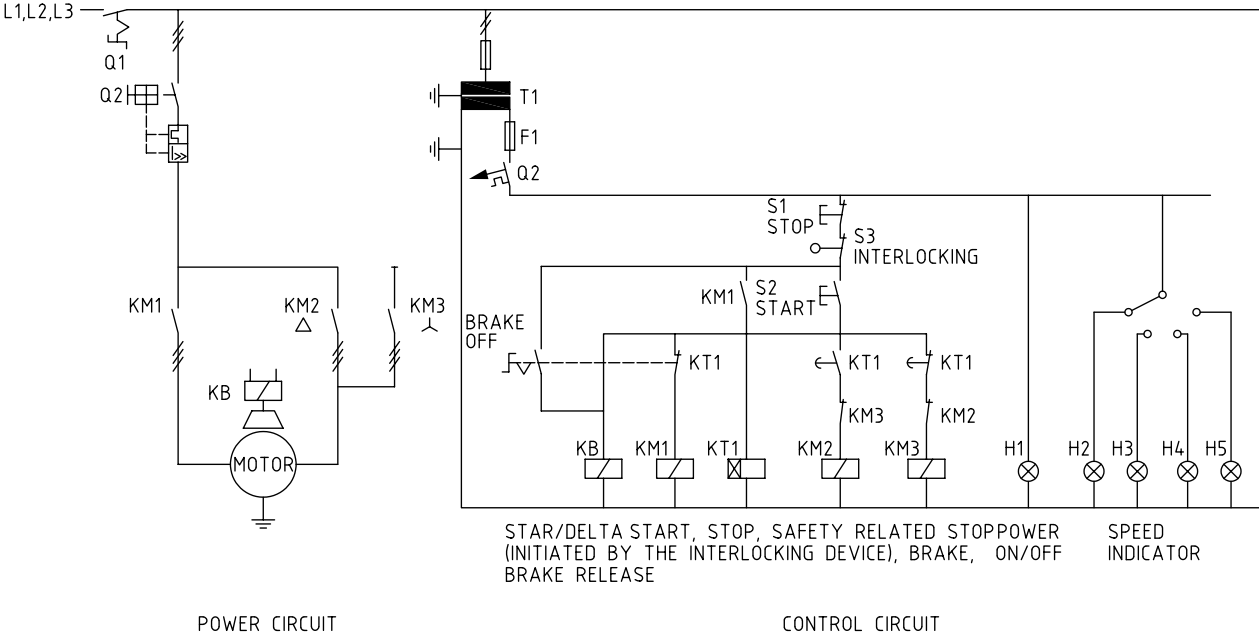 L1,L2,L3
Q1
Q2
T1
F1
Q2
S1
STOP
S3
INTERLOCKING
KM1
KM2
KM3
KM1
S2
START
BRAKE
OFF
KT1
KT1
KT1
KB
KM3
KM2
MOTOR
KB
KM1
KT1
KM2
KM3
H1
H2
H3
H4
H5
STAR/DELTA START, STOP, SAFETY RELATED STOP
(INITIATED BY THE INTERLOCKING DEVICE), BRAKE,
BRAKE RELEASE
POWER
ON/OFF
SPEED
INDICATOR
POWER CIRCUIT
CONTROL CIRCUIT